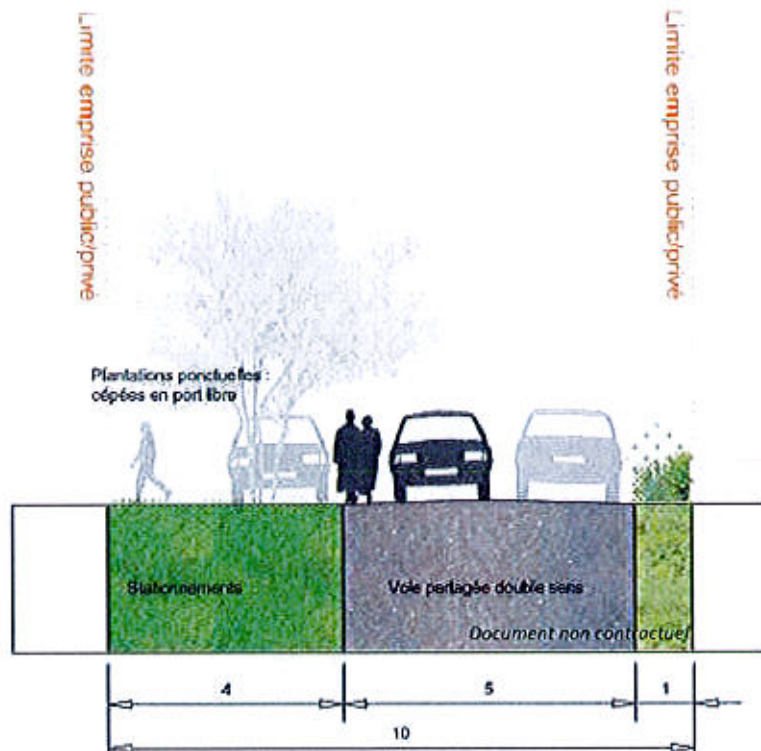 Limite emprise public/privé
Limite emprise public/privé
Plantations ponctuelles :
cépées en port libre
Stationnements
Voie partagée double sens
Document non contractuel
4
5
1
10